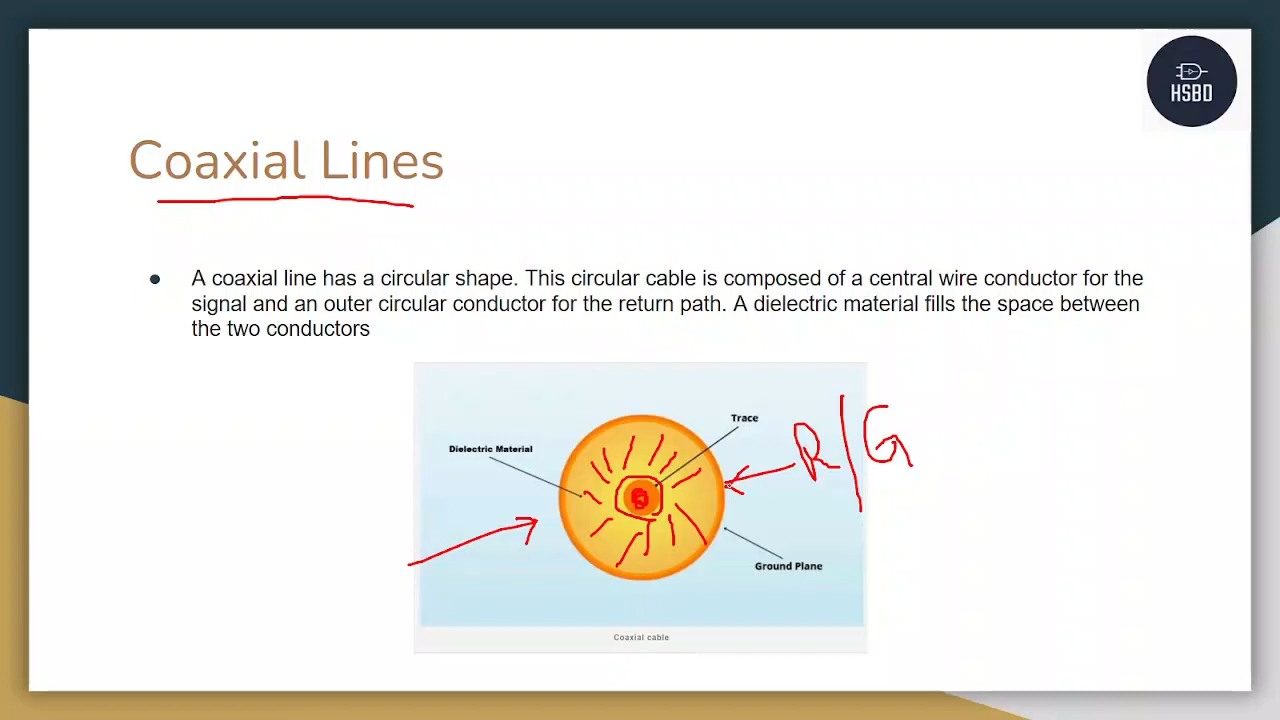 HSBD
Coaxial Lines
● A coaxial line has a circular shape. This circular cable is composed of a central wire conductor for the
signal and an outer circular conductor for the return path. A dielectric material fills the space between
the two conductors
Trace
R/G
Dielectric Material
Ground Plane
Coaxial cable